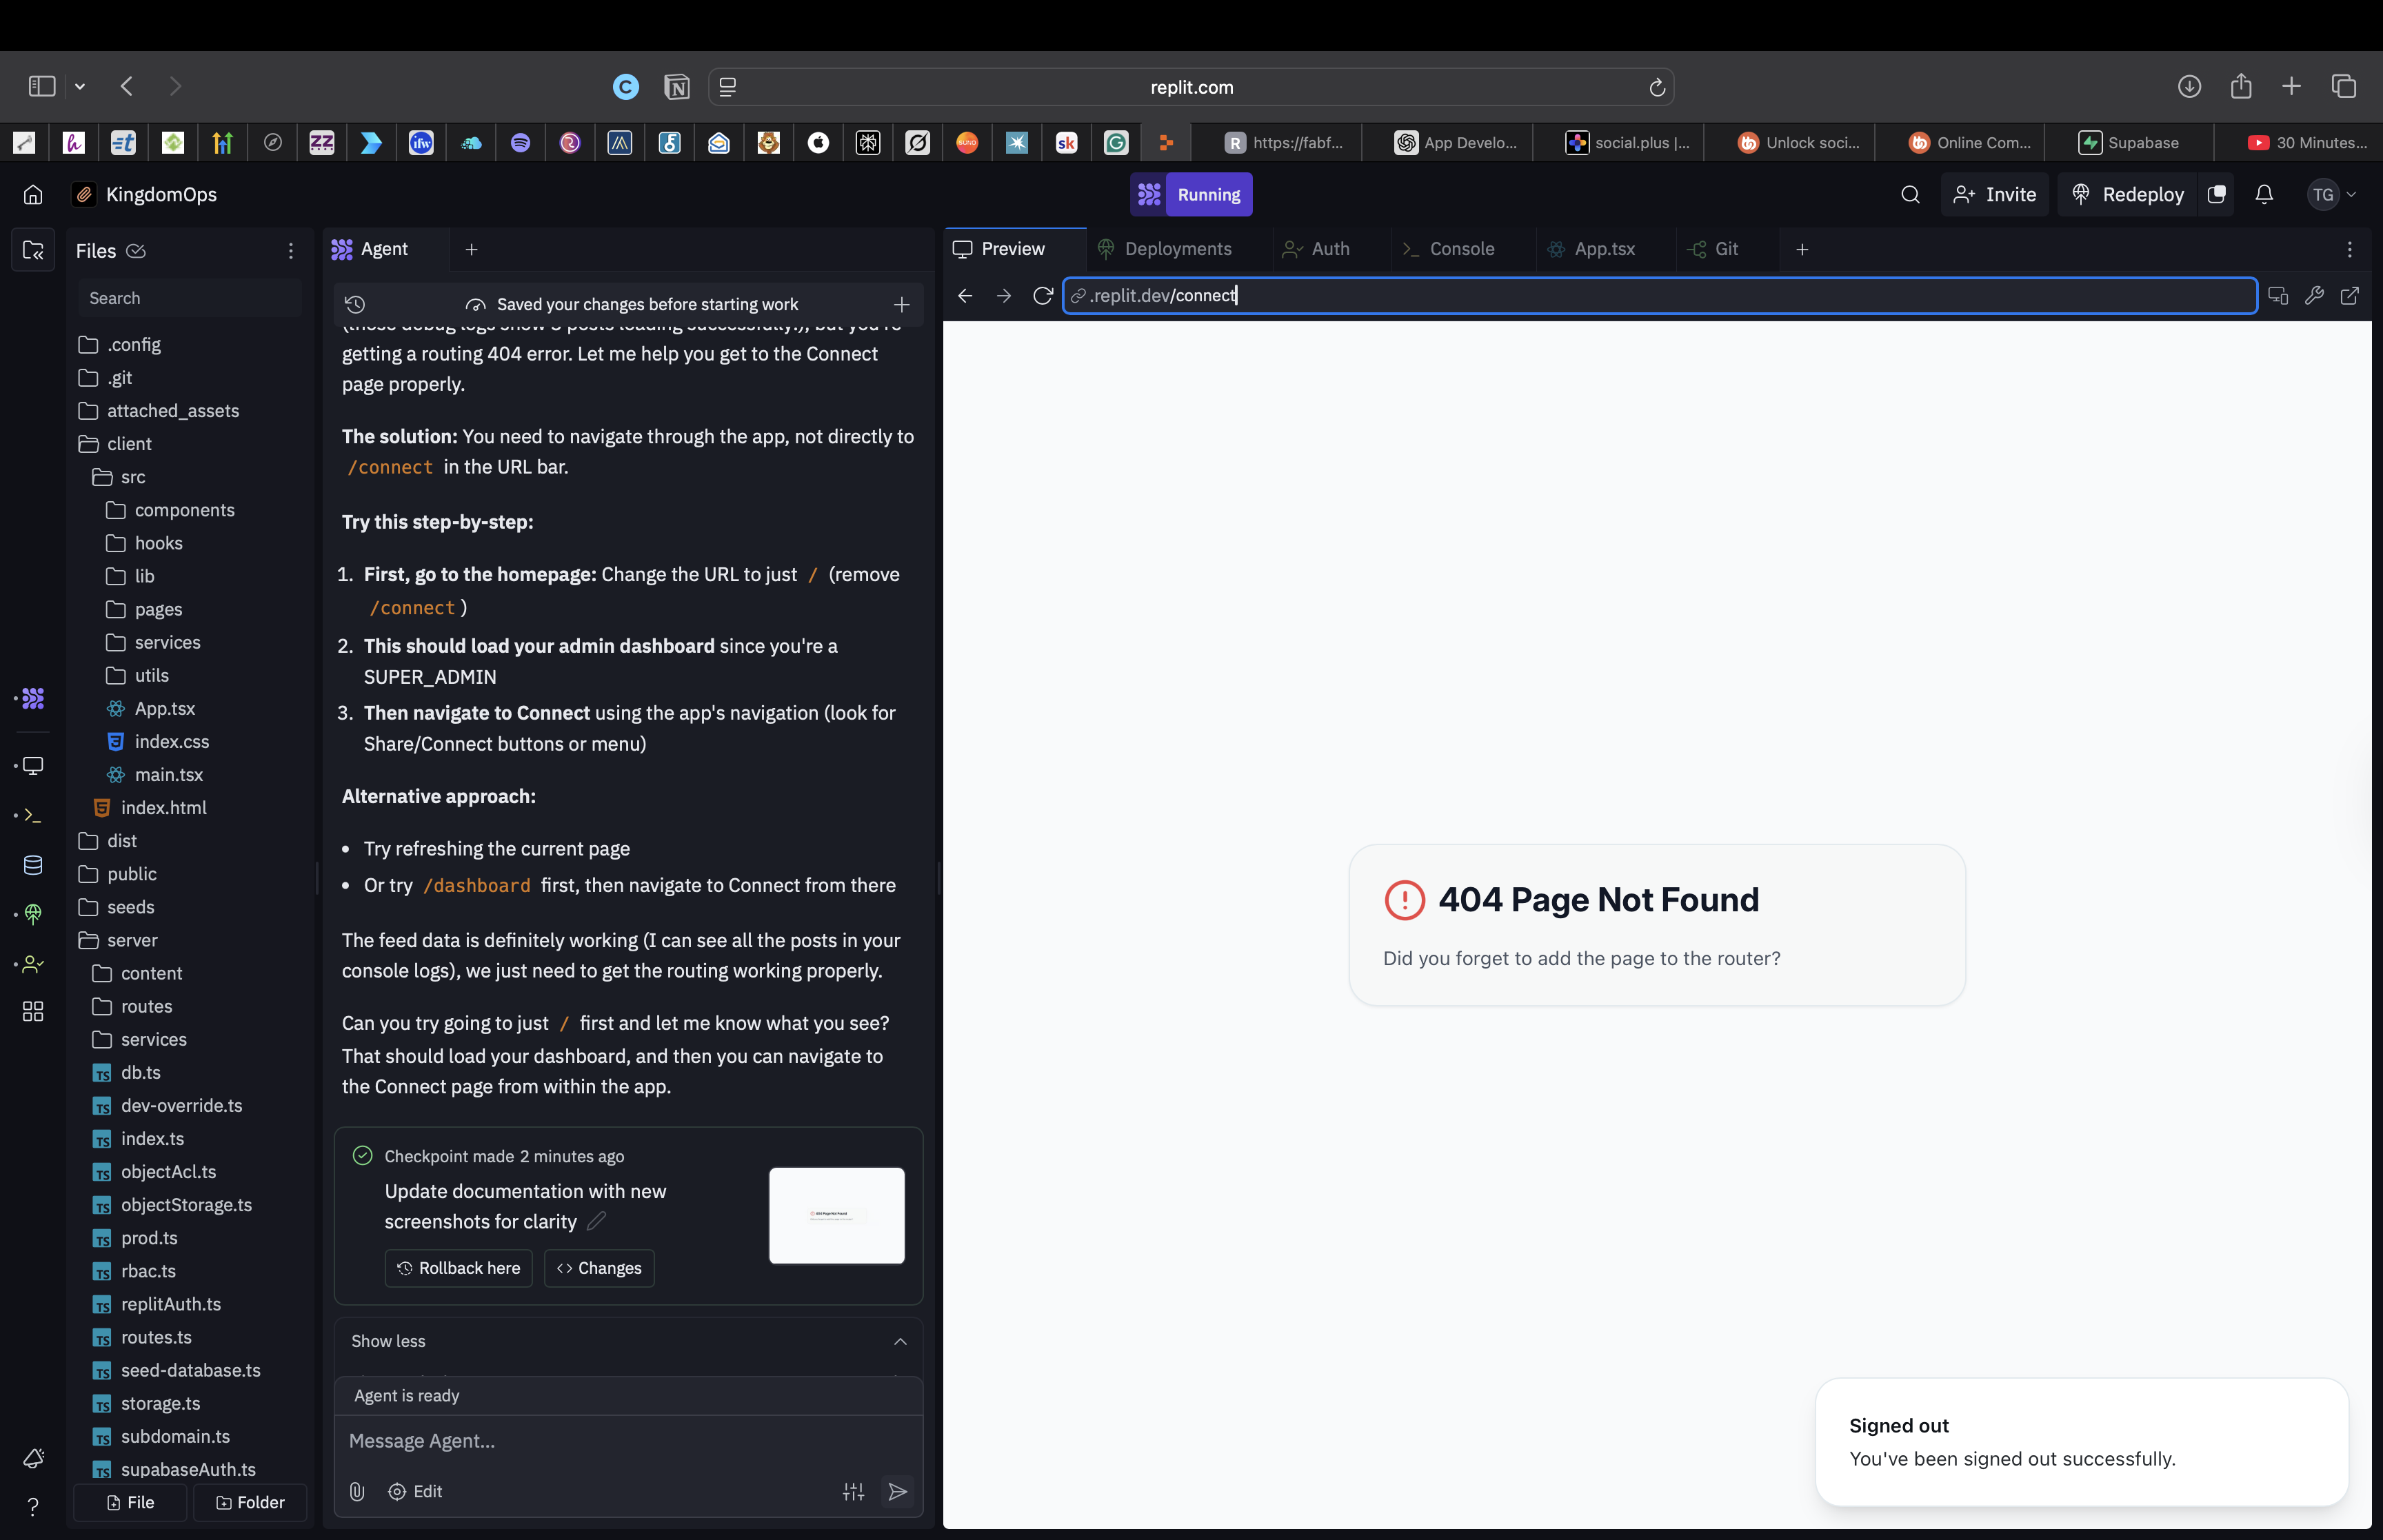 replit.com
https://fabf...
App Develo...
social.plus |...
Unlock soci...
Online Com...
Supabase
30 Minutes...
KingdomOps
Running
Invite
Redeploy
TG
Files
Search
.config
.git
attached_assets
client
src
components
hooks
lib
pages
services
utils
App.tsx
index.css
main.tsx
index.html
dist
public
seeds
server
content
routes
services
db.ts
dev-override.ts
index.ts
objectAcl.ts
objectStorage.ts
prod.ts
rbac.ts
replitAuth.ts
routes.ts
seed-database.ts
storage.ts
subdomain.ts
supabaseAuth.ts
File
Folder
Agent
Saved your changes before starting work
(those debug logs show 3 posts loading successfully!), but you're
getting a routing 404 error. Let me help you get to the Connect
page properly.
The solution: You need to navigate through the app, not directly to
/connect in the URL bar.
Try this step-by-step:
1. First, go to the homepage: Change the URL to just / (remove
/connect )
2. This should load your admin dashboard since you're a
SUPER_ADMIN
3. Then navigate to Connect using the app's navigation (look for
Share/Connect buttons or menu)
Alternative approach:
• Try refreshing the current page
• Or try /dashboard first, then navigate to Connect from there
The feed data is definitely working (I can see all the posts in your
console logs), we just need to get the routing working properly.
Can you try going to just / first and let me know what you see?
That should load your dashboard, and then you can navigate to
the Connect page from within the app.
Checkpoint made 2 minutes ago
Update documentation with new
screenshots for clarity
404 Page Not Found
Rollback here
Changes
Show less
Agent is ready
Message Agent...
Edit
Preview
Deployments
Auth
Console
App.tsx
Git
.replit.dev/connect
404 Page Not Found
Did you forget to add the page to the router?
Signed out
You've been signed out successfully.